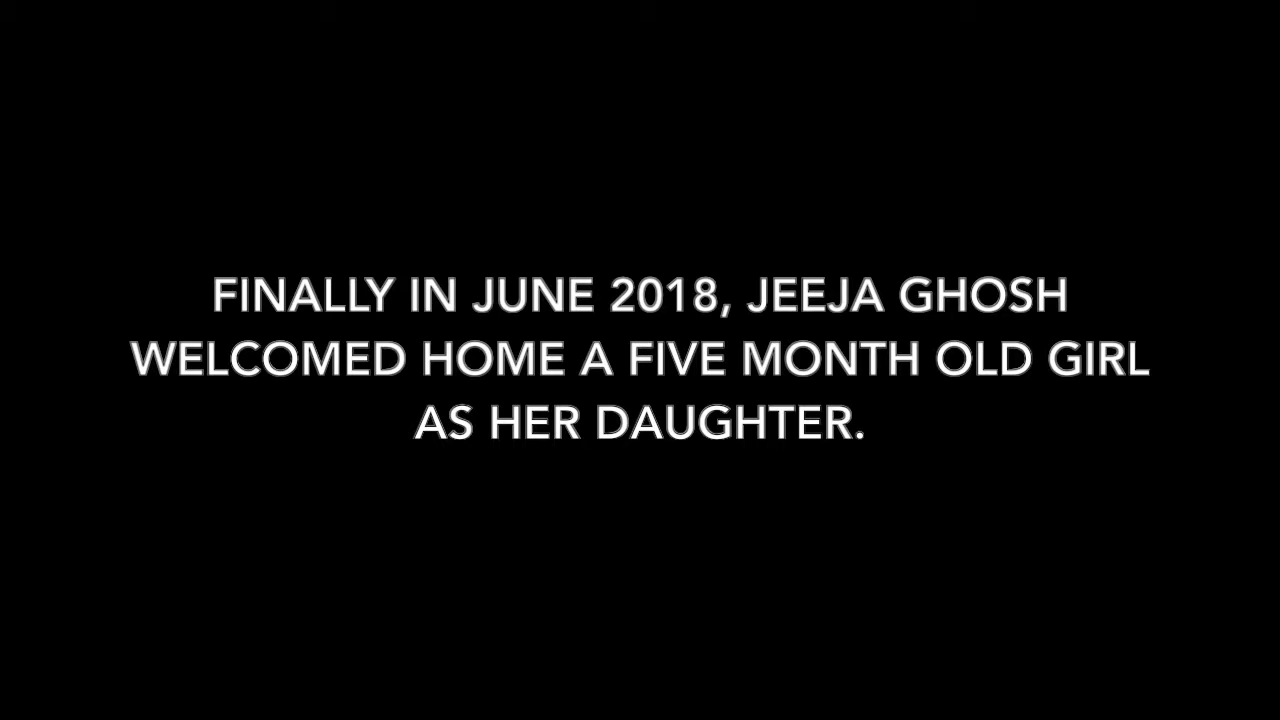 FINALLY IN JUNE 2018, JEEJA GHOSH
WELCOMED HOME A FIVE MONTH OLD GIRL
AS HER DAUGHTER.